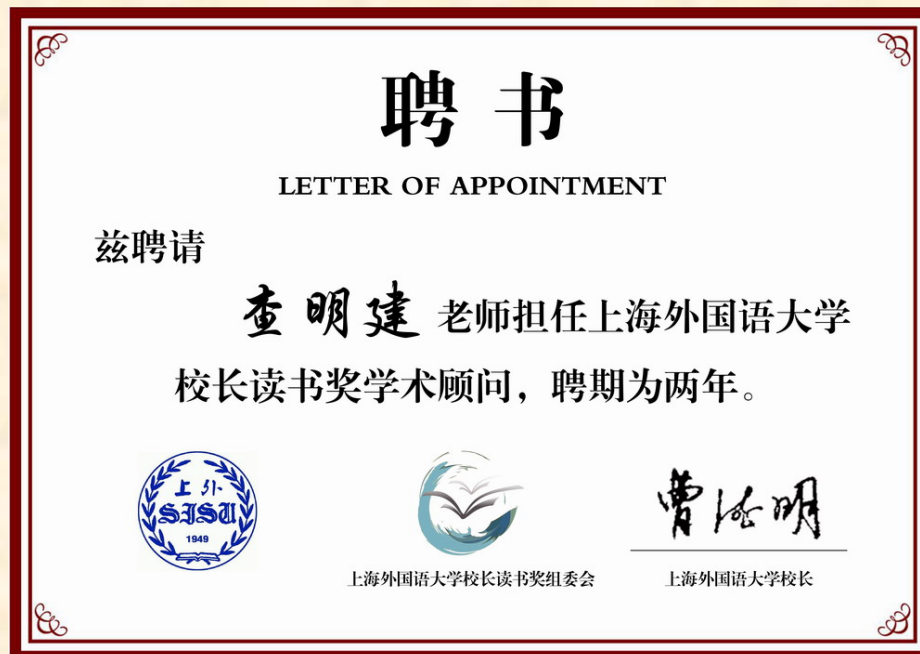 聘书
LETTER OF APPOINTMENT
兹聘请
查明建 老师担任上海外国语大学
校长读书奖学术顾问，聘期为两年。
上外
SISU
1949
曹德明
上海外国语大学校长读书奖组委会
上海外国语大学校长